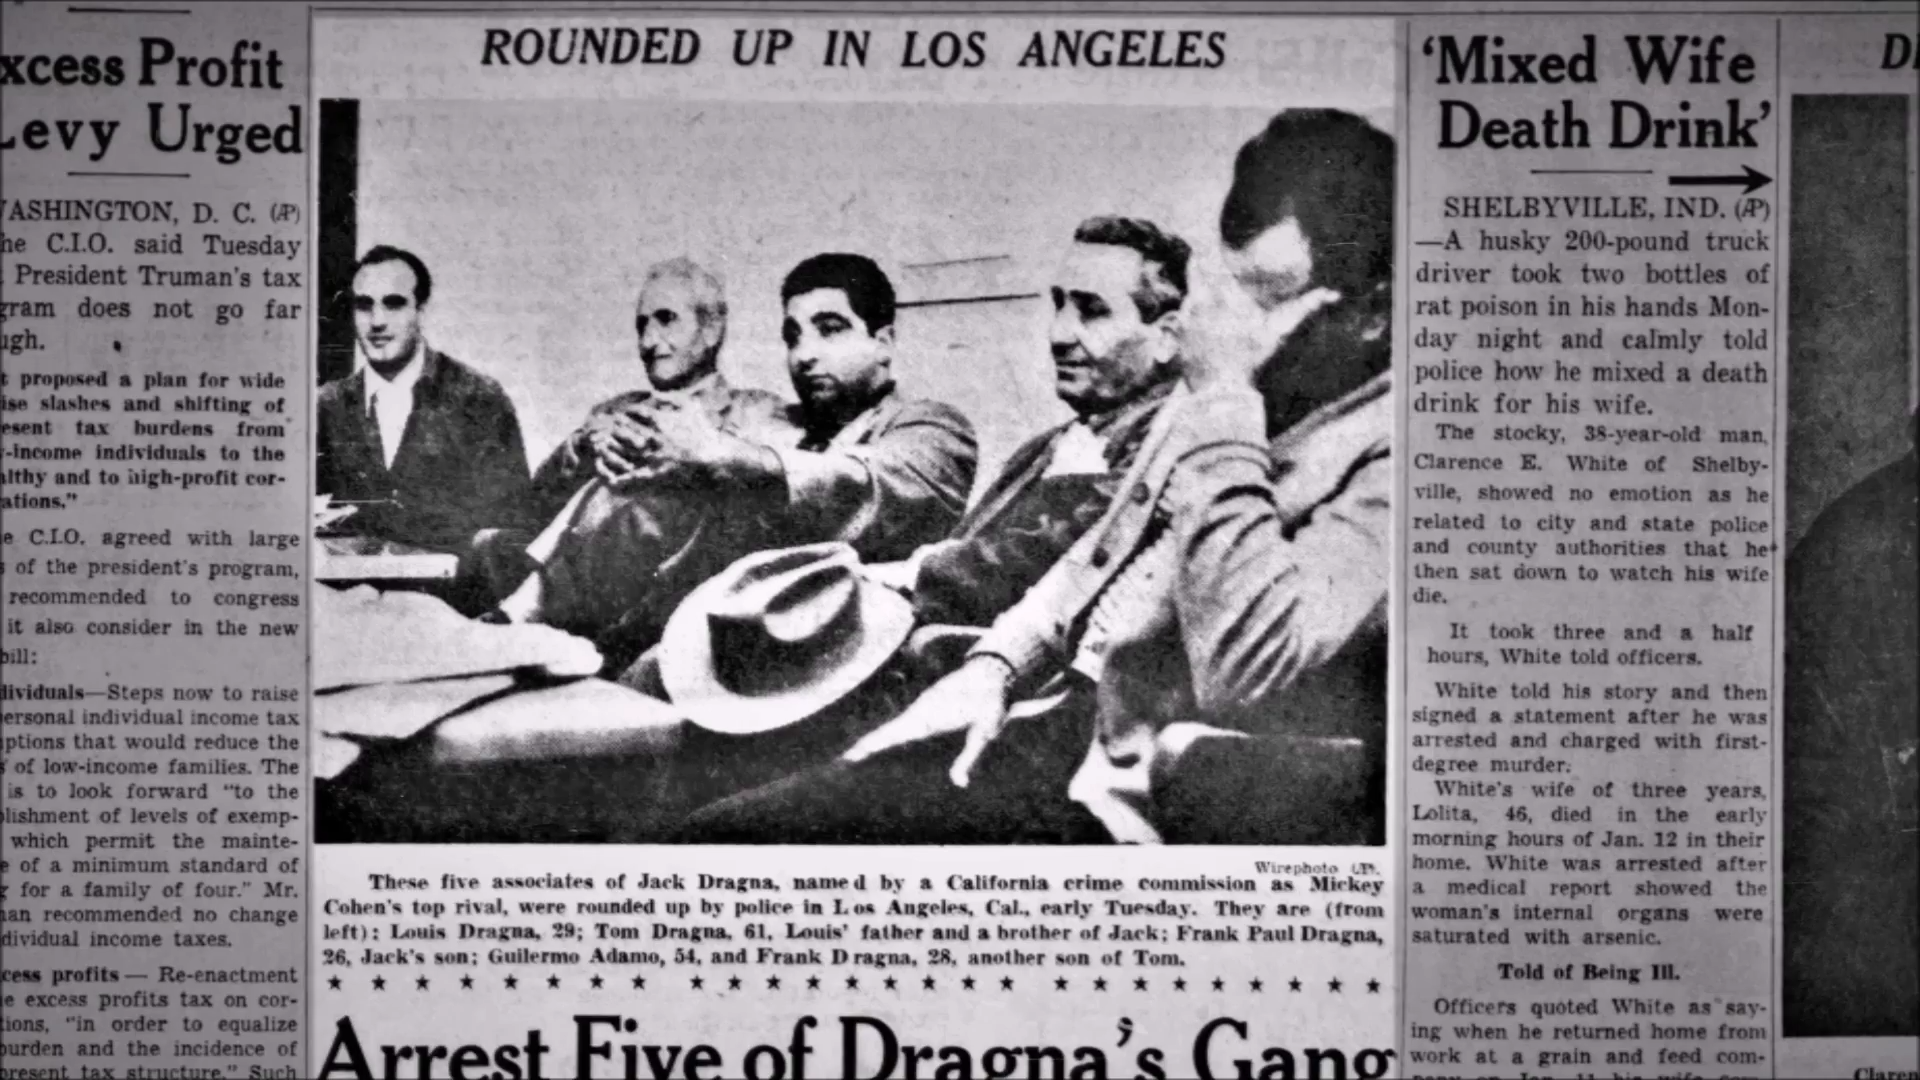 xcess Profit
Levy Urged
WASHINGTON, D. C. (AP)
he C.I.O. said Tuesday
President Truman's tax
gram does not go far
ugh.
t proposed a plan for wide
ise slashes and shifting of
esent tax burdens from
-income individuals to the
althy and to high-profit cor-
ations."
e C.I.O. agreed with large
of the president's program,
recommended to congress
it also consider in the new
bill:
dividuals—Steps now to raise
personal individual income tax
ptions that would reduce the
of low-income families. The
is to look forward "to the
blishment of levels of exemp-
which permit the mainte-
e of a minimum standard of
g for a family of four." Mr.
an recommended no change
dividual income taxes.
cess profits — Re-enactment
e excess profits tax on cor-
tions, "in order to equalize
burden and the incidence of
present tax structure." Such
ROUNDED UP IN LOS ANGELES
Wirephoto (AP).
These five associates of Jack Dragna, named by a California crime commission as Mickey
Cohen's top rival, were rounded up by police in Los Angeles, Cal., early Tuesday. They are (from
left): Louis Dragna, 29; Tom Dragna, 61, Louis' father and a brother of Jack; Frank Paul Dragna,
26, Jack's son; Guilermo Adamo, 54, and Frank Dragna, 28, another son of Tom.
Arrest Five of Dragna's Gang
'Mixed Wife
Death Drink'
SHELBYVILLE, IND. (AP)
—A husky 200-pound truck
driver took two bottles of
rat poison in his hands Mon-
day night and calmly told
police how he mixed a death
drink for his wife.
The stocky, 38-year-old man,
Clarence E. White of Shelby-
ville, showed no emotion as he
related to city and state police
and county authorities that he
then sat down to watch his wife
die.
It took three and a half
hours, White told officers.
White told his story and then
signed a statement after he was
arrested and charged with first-
degree murder.
White's wife of three years,
Lolita, 46, died in the early
morning hours of Jan. 12 in their
home. White was arrested after
a medical report showed the
woman's internal organs were
saturated with arsenic.
Told of Being Ill.
Officers quoted White as say-
ing when he returned home from
work at a grain and feed com-
Claren